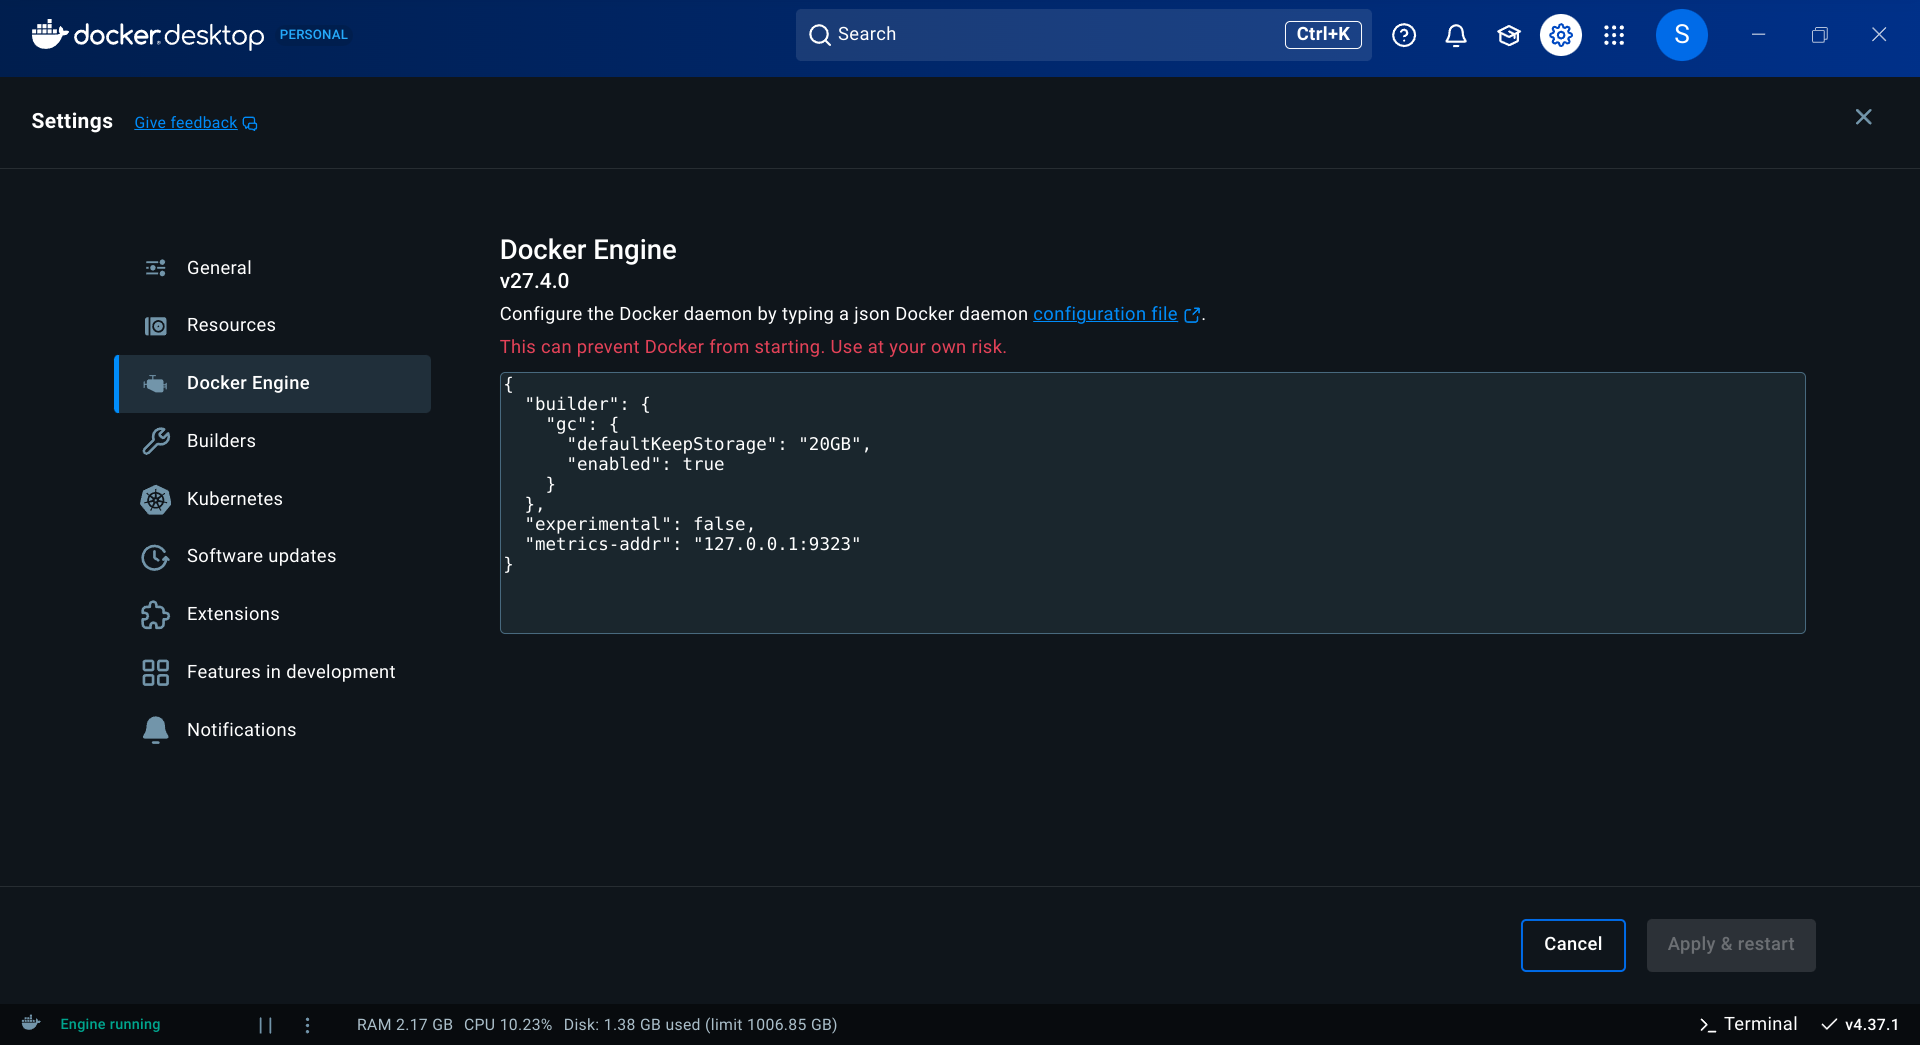 docker desktop PERSONAL
Search
Ctrl+K
S
Settings
Give feedback
General
Resources
Docker Engine
Builders
Kubernetes
Software updates
Extensions
Features in development
Notifications
Docker Engine
v27.4.0
Configure the Docker daemon by typing a json Docker daemon configuration file.
This can prevent Docker from starting. Use at your own risk.
{
  "builder": {
    "gc": {
      "defaultKeepStorage": "20GB",
      "enabled": true
    }
  },
  "experimental": false,
  "metrics-addr": "127.0.0.1:9323"
}
Cancel
Apply & restart
Engine running
RAM 2.17 GB CPU 10.23% Disk: 1.38 GB used (limit 1006.85 GB)
Terminal
v4.37.1